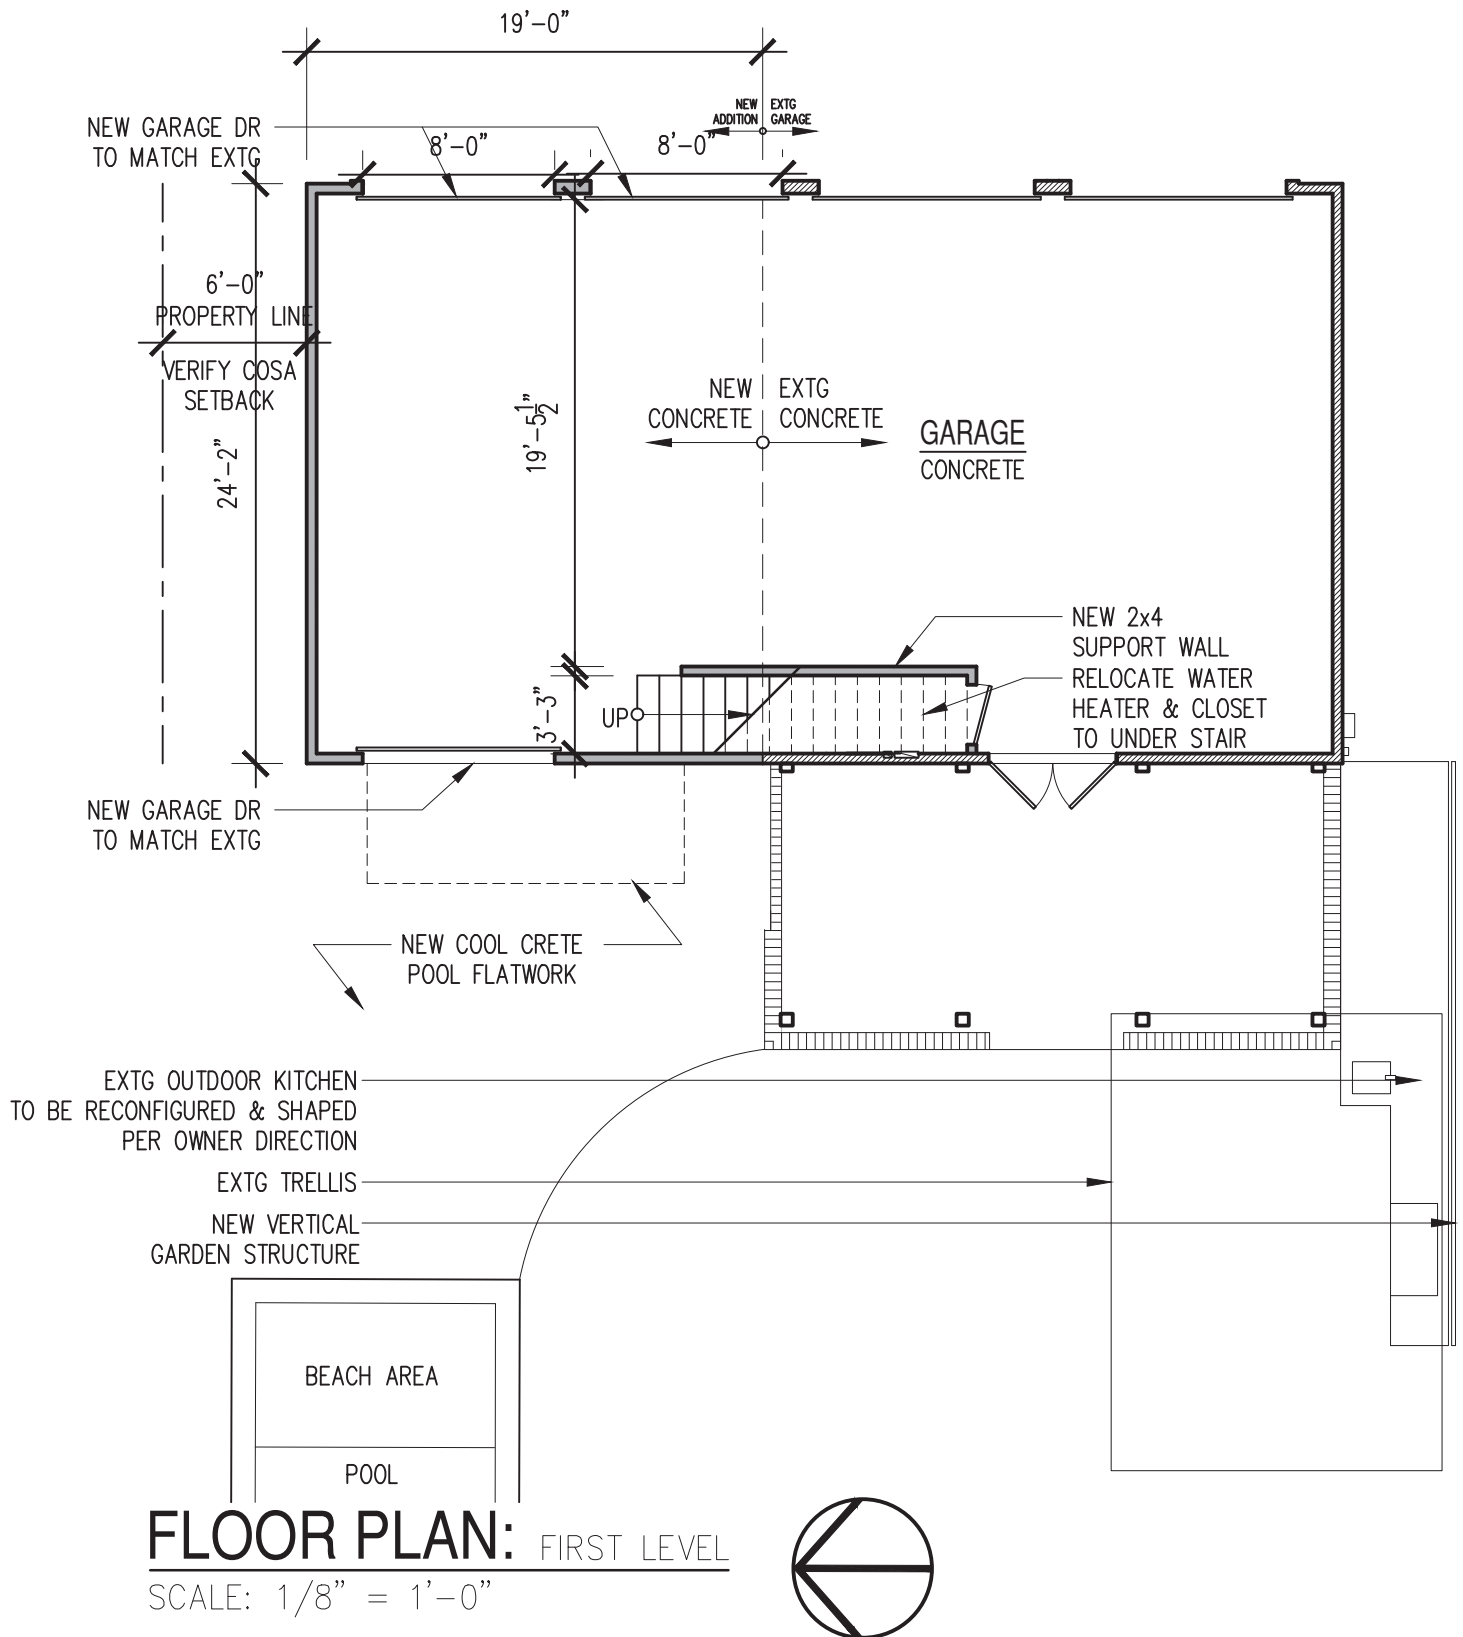 19'-0"
NEW EXTG
ADDITION GARAGE
NEW GARAGE DR
TO MATCH EXTG
8'-0"
8'-0"
6'-0"
PROPERTY LINE
VERIFY COSA
SETBACK
24'-2"
19'-5 1/2"
NEW EXTG
CONCRETE CONCRETE
GARAGE
CONCRETE
NEW 2x4
SUPPORT WALL
RELOCATE WATER
HEATER & CLOSET
TO UNDER STAIR
UP
3'-3"
NEW GARAGE DR
TO MATCH EXTG
NEW COOL CRETE
POOL FLATWORK
EXTG OUTDOOR KITCHEN
TO BE RECONFIGURED & SHAPED
PER OWNER DIRECTION
EXTG TRELLIS
NEW VERTICAL
GARDEN STRUCTURE
BEACH AREA
POOL
FLOOR PLAN: FIRST LEVEL
SCALE: 1/8" = 1'-0"